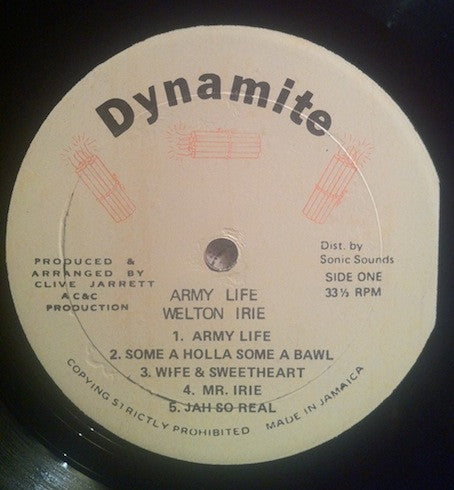 Dynamite
PRODUCED &
ARRANGED BY
CLIVE JARRETT
A C&C
PRODUCTION
Dist. by
Sonic Sounds
SIDE ONE
33⅓ RPM
ARMY LIFE
WELTON IRIE
1. ARMY LIFE
2. SOME A HOLLA SOME A BAWL
3. WIFE & SWEETHEART
4. MR. IRIE
5. JAH SO REAL
COPYING STRICTLY PROHIBITED MADE IN JAMAICA